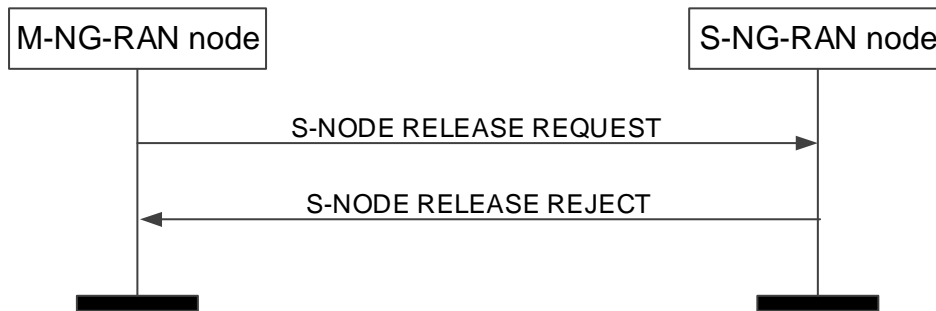 M-NG-RAN node
S-NG-RAN node
S-NODE RELEASE REQUEST
S-NODE RELEASE REJECT